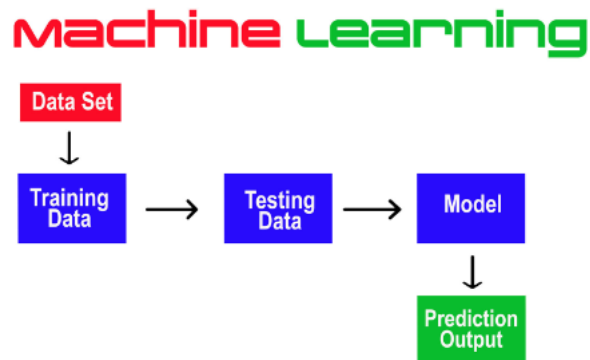 Machine Learning
Data Set
Training
Data
Testing
Data
Model
Prediction
Output